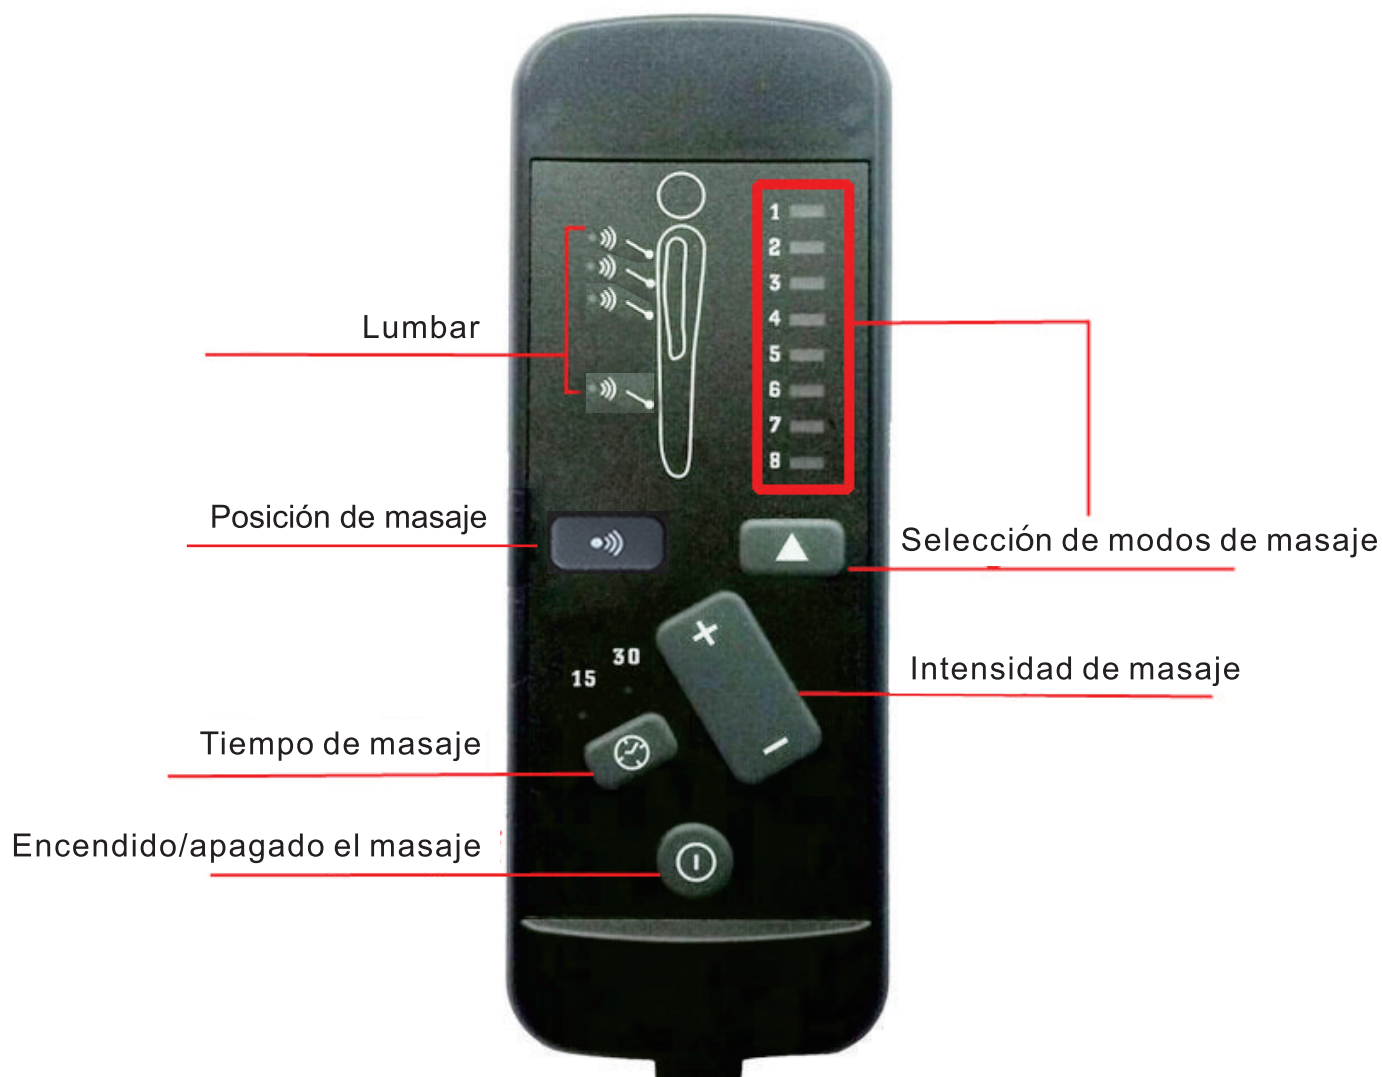 1
2
3
4
5
6
7
8
Lumbar
Posición de masaje
Selección de modos de masaje
30
15
Intensidad de masaje
Tiempo de masaje
Encendido/apagado el masaje